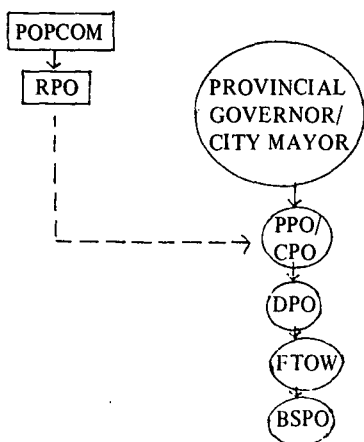 POPCOM
RPO
PROVINCIAL
GOVERNOR/
CITY MAYOR
PPO/
CPO
DPO
FTOW
BSPO